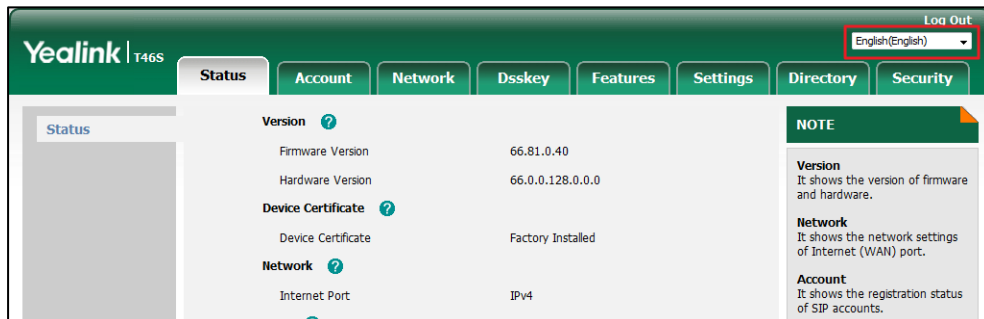 Log Out
English(English)
Yealink T46S
Status Account Network Dsskey Features Settings Directory Security
Status
Version ?
Firmware Version 66.81.0.40
Hardware Version 66.0.0.128.0.0.0
Device Certificate ?
Device Certificate Factory Installed
Network ?
Internet Port IPv4
NOTE
Version
It shows the version of firmware
and hardware.
Network
It shows the network settings
of Internet (WAN) port.
Account
It shows the registration status
of SIP accounts.